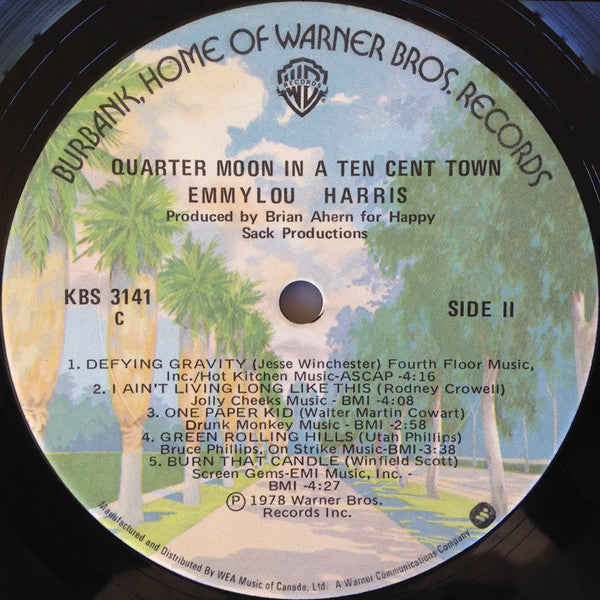 BURBANK, HOME OF WARNER BROS. RECORDS
RECORDS
QUARTER MOON IN A TEN CENT TOWN
EMMYLOU HARRIS
Produced by Brian Ahern for Happy
Sack Productions
KBS 3141
C
SIDE II
1. DEFYING GRAVITY (Jesse Winchester) Fourth Floor Music,
Inc./Hot Kitchen Music-ASCAP - 4:16
2. I AIN'T LIVING LONG LIKE THIS (Rodney Crowell)
Jolly Cheeks Music - BMI - 4:08
3. ONE PAPER KID (Walter Martin Cowart)
Drunk Monkey Music - BMI - 2:58
4. GREEN ROLLING HILLS (Utah Phillips)
Bruce Phillips, On Strike Music-BMI-3:38
5. BURN THAT CANDLE (Winfield Scott)
Screen Gems-EMI Music, Inc. -
BMI -4:27
Ⓟ 1978 Warner Bros.
Records Inc.
Manufactured and Distributed By WEA Music of Canada, Ltd. A Warner Communications Company